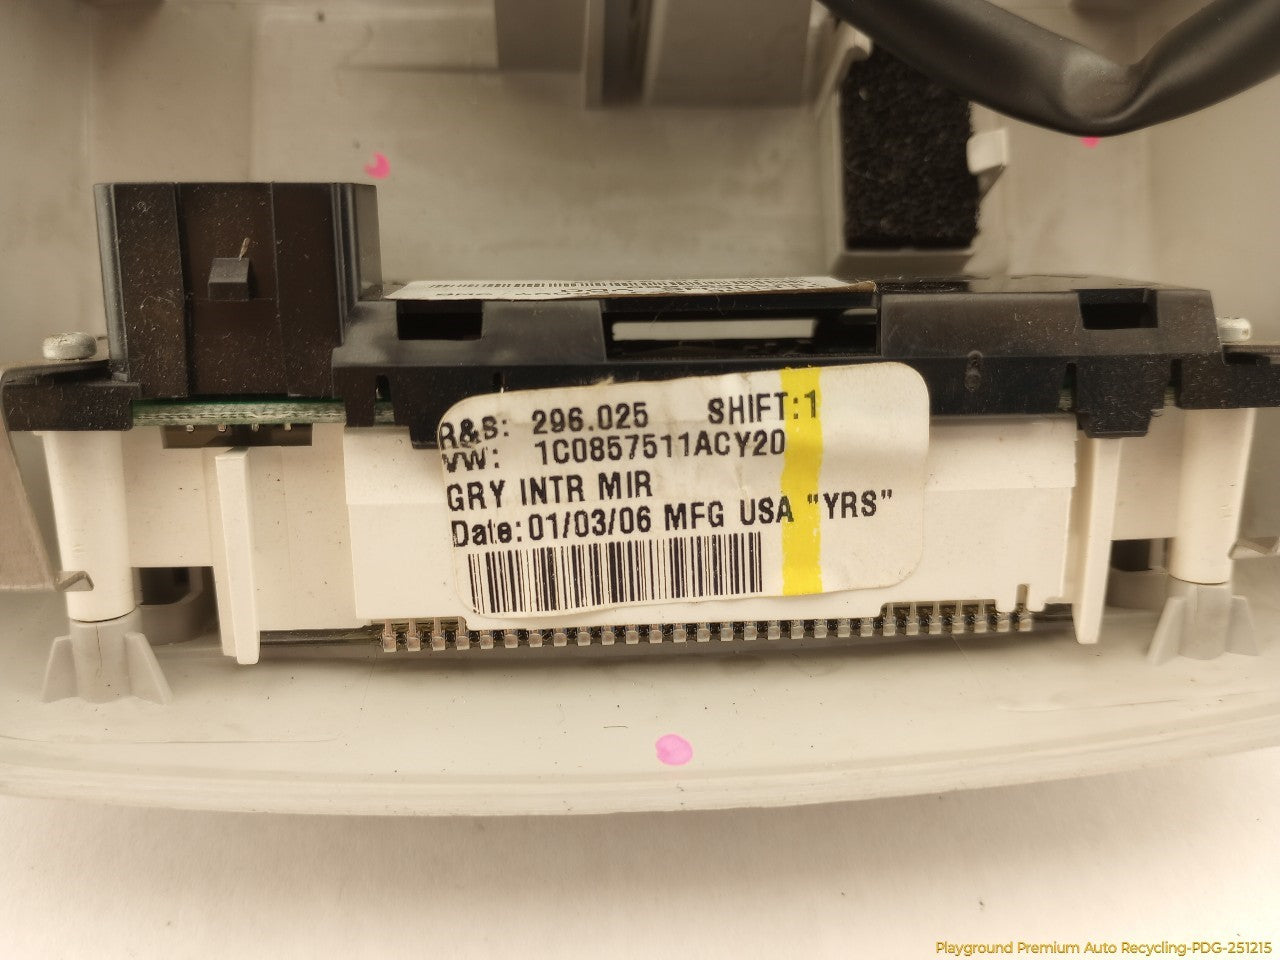 R&S: 296.025 SHIFT:1
VW: 1C0857511ACY20
GRY INTR MIR
Date: 01/03/06 MFG USA "YRS"
Playground Premium Auto Recycling-PDG-251215